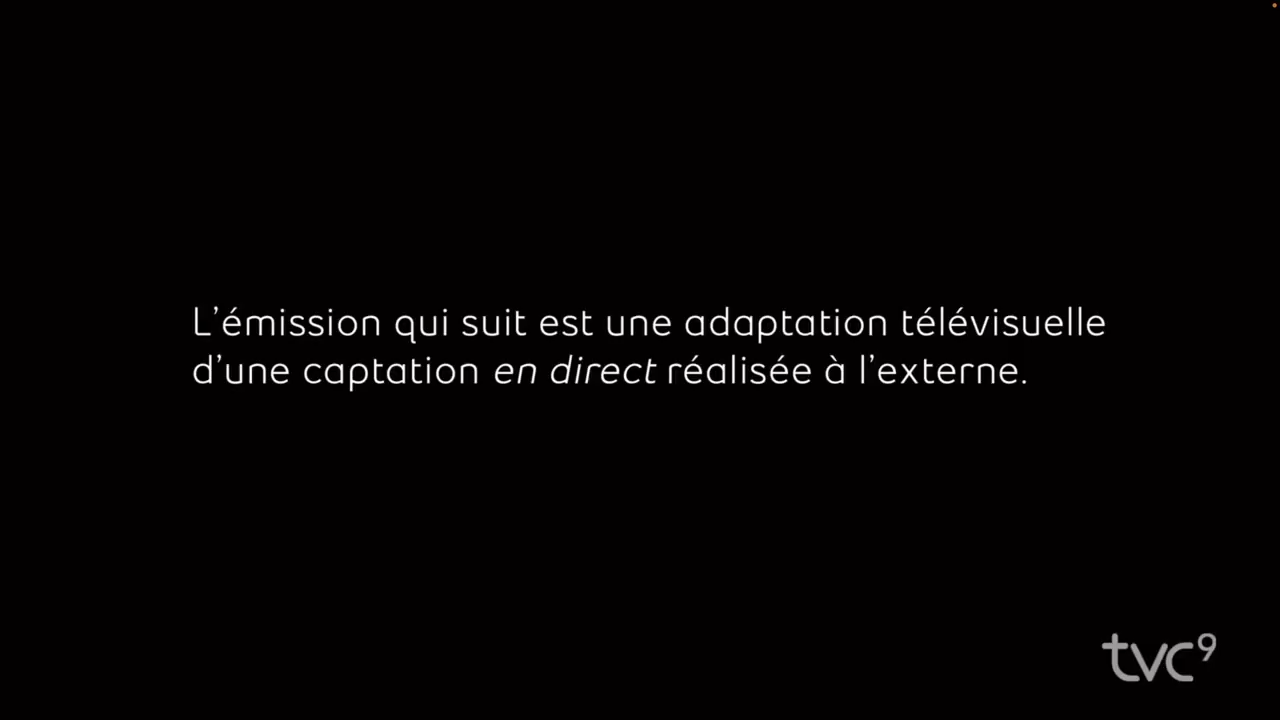 L’émission qui suit est une adaptation télévisuelle
d’une captation en direct réalisée à l’externe.
tvc9